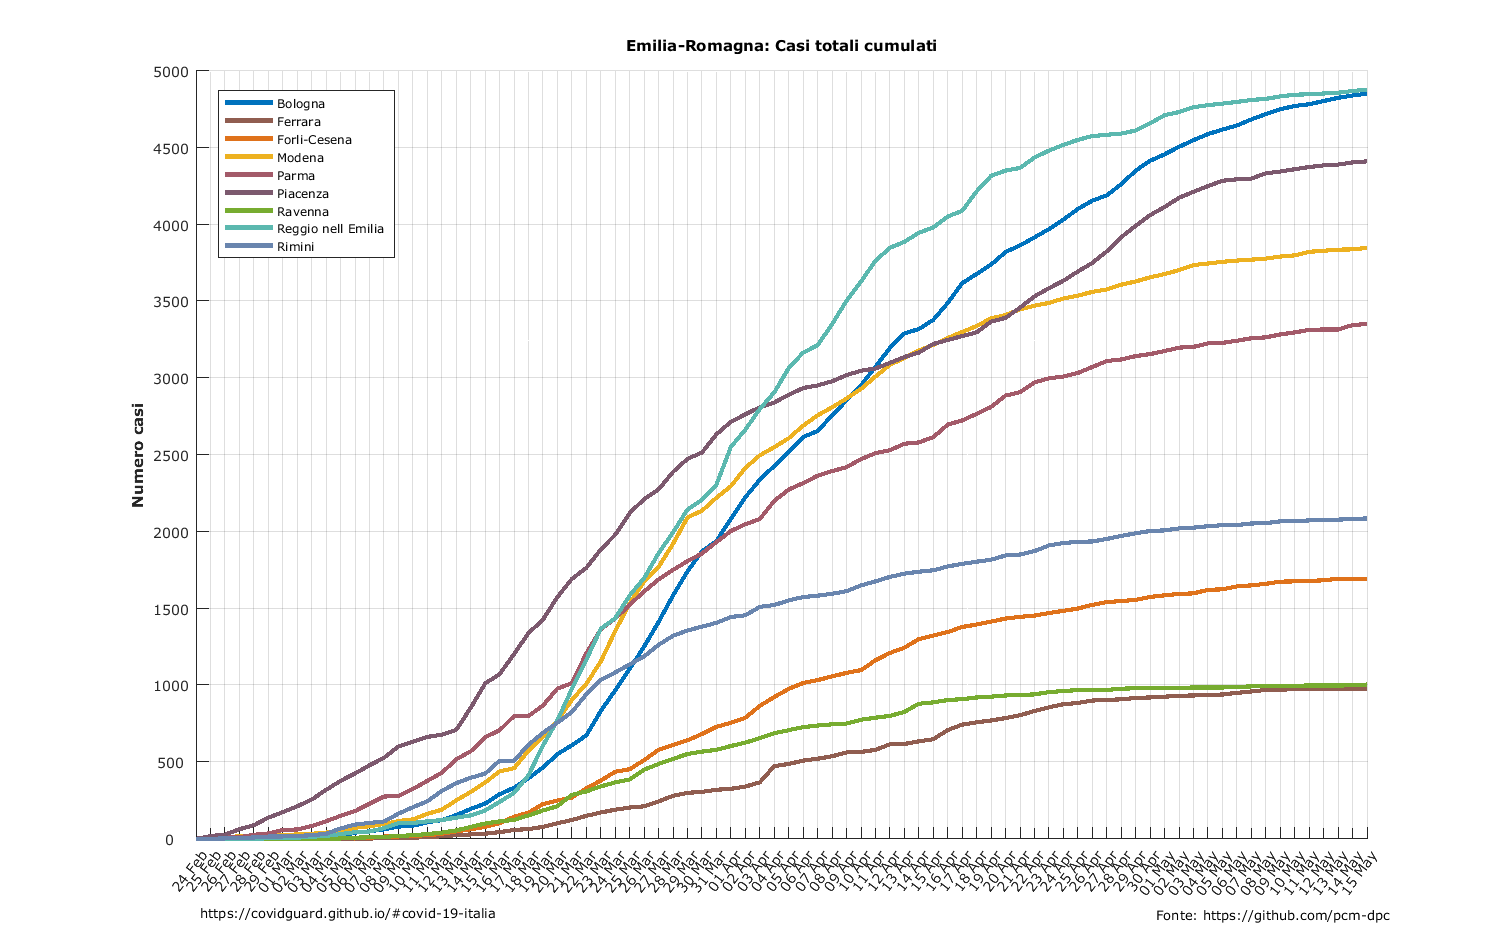 Emilia-Romagna: Casi totali cumulati
5000
4500
4000
3500
3000
2500
2000
1500
1000
500
0
Numero casi
Bologna
Ferrara
Forlì-Cesena
Modena
Parma
Piacenza
Ravenna
Reggio nell Emilia
Rimini
24 Feb
25 Feb
26 Feb
27 Feb
28 Feb
29 Feb
01 Mar
02 Mar
03 Mar
04 Mar
05 Mar
06 Mar
07 Mar
08 Mar
09 Mar
10 Mar
11 Mar
12 Mar
13 Mar
14 Mar
15 Mar
16 Mar
17 Mar
18 Mar
19 Mar
20 Mar
21 Mar
22 Mar
23 Mar
24 Mar
25 Mar
26 Mar
27 Mar
28 Mar
29 Mar
30 Mar
31 Mar
01 Apr
02 Apr
03 Apr
04 Apr
05 Apr
06 Apr
07 Apr
08 Apr
09 Apr
10 Apr
11 Apr
12 Apr
13 Apr
14 Apr
15 Apr
16 Apr
17 Apr
18 Apr
19 Apr
20 Apr
21 Apr
22 Apr
23 Apr
24 Apr
25 Apr
26 Apr
27 Apr
28 Apr
29 Apr
30 Apr
01 May
02 May
03 May
04 May
05 May
06 May
07 May
08 May
09 May
10 May
11 May
12 May
13 May
14 May
15 May
https://covidguard.github.io/#covid-19-italia
Fonte: https://github.com/pcm-dpc